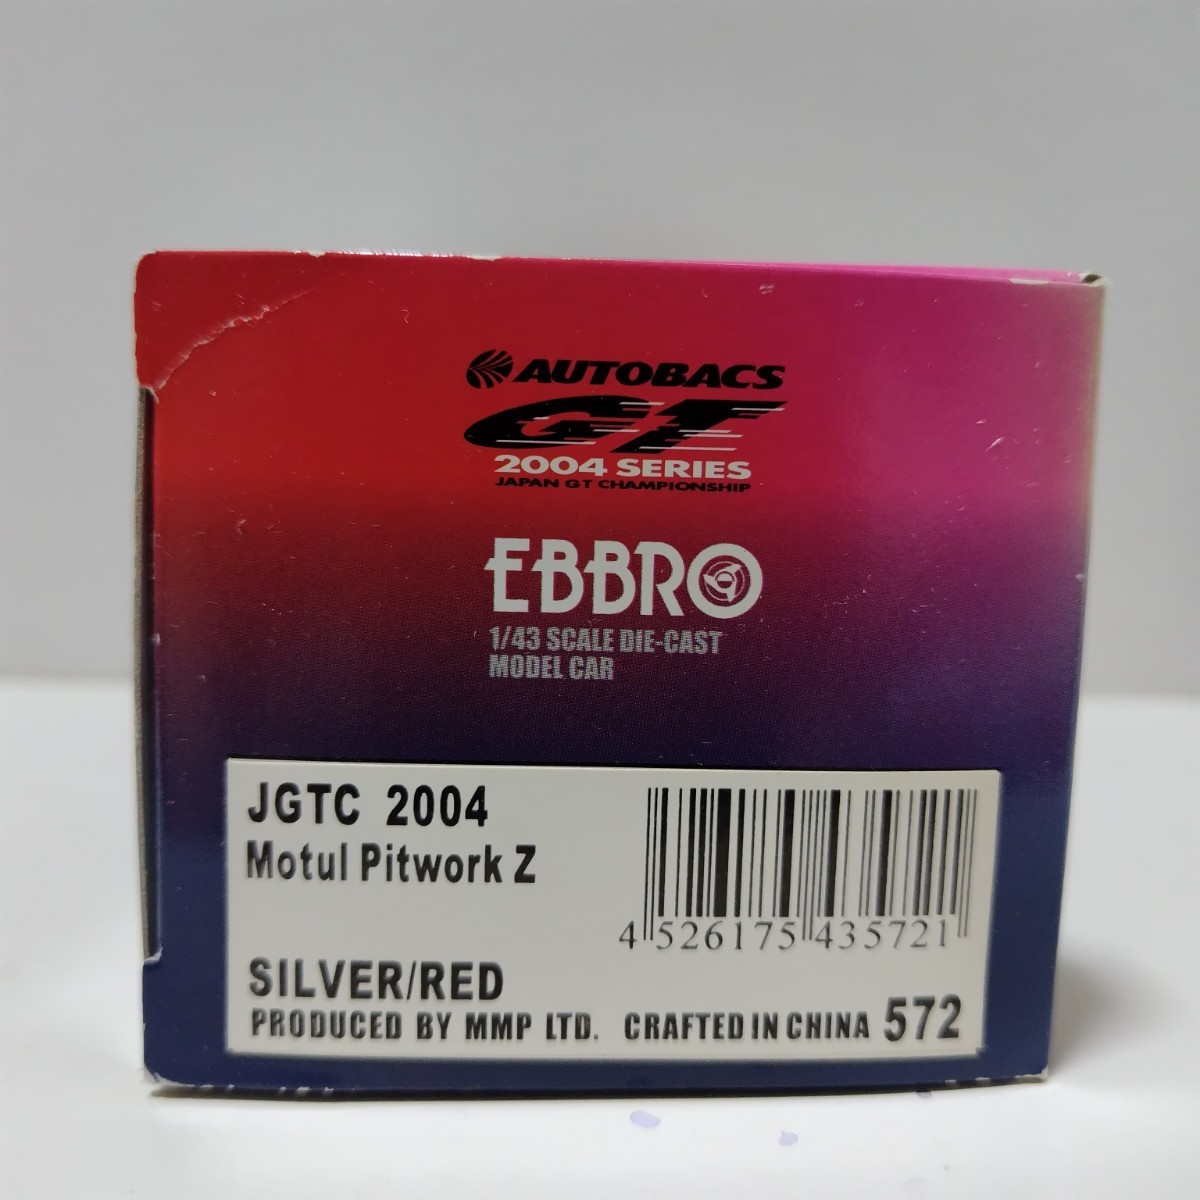 AUTOBACS
GT
2004 SERIES
JAPAN GT CHAMPIONSHIP
EBBRO
1/43 SCALE DIE-CAST
MODEL CAR
JGTC 2004
Motul Pitwork Z
4 526175 435721
SILVER/RED
PRODUCED BY MMP LTD. CRAFTED IN CHINA 572